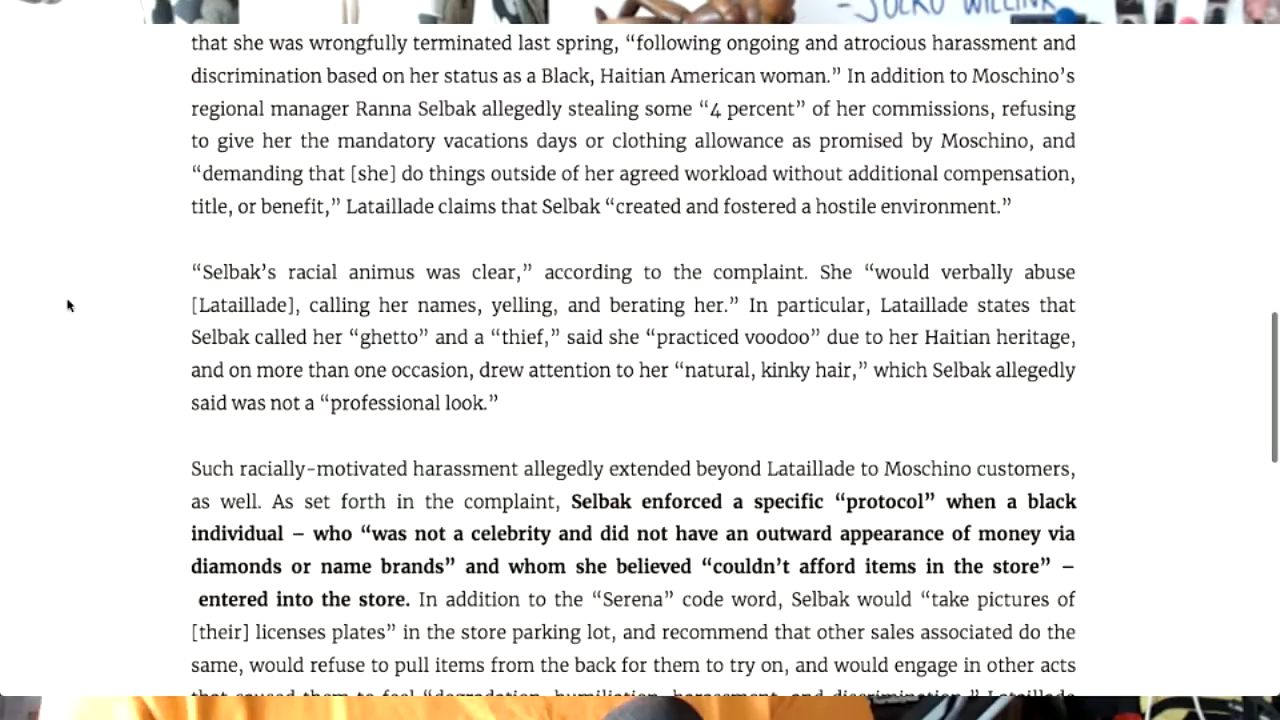 -JOCKO WILLINK
that she was wrongfully terminated last spring, “following ongoing and atrocious harassment and
discrimination based on her status as a Black, Haitian American woman.” In addition to Moschino’s
regional manager Ranna Selbak allegedly stealing some “4 percent” of her commissions, refusing
to give her the mandatory vacations days or clothing allowance as promised by Moschino, and
“demanding that [she] do things outside of her agreed workload without additional compensation,
title, or benefit,” Lataillade claims that Selbak “created and fostered a hostile environment.”
“Selbak’s racial animus was clear,” according to the complaint. She “would verbally abuse
[Lataillade], calling her names, yelling, and berating her.” In particular, Lataillade states that
Selbak called her “ghetto” and a “thief,” said she “practiced voodoo” due to her Haitian heritage,
and on more than one occasion, drew attention to her “natural, kinky hair,” which Selbak allegedly
said was not a “professional look.”
Such racially-motivated harassment allegedly extended beyond Lataillade to Moschino customers,
as well. As set forth in the complaint, Selbak enforced a specific “protocol” when a black
individual – who “was not a celebrity and did not have an outward appearance of money via
diamonds or name brands” and whom she believed “couldn’t afford items in the store” –
entered into the store. In addition to the “Serena” code word, Selbak would “take pictures of
[their] licenses plates” in the store parking lot, and recommend that other sales associated do the
same, would refuse to pull items from the back for them to try on, and would engage in other acts
that caused them to feel “degradation, humiliation, harassment, and discrimination.” Lataillade